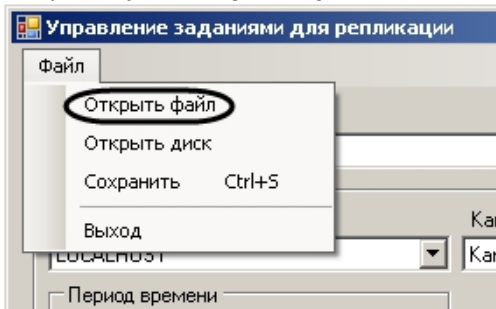 Управление заданиями для репликации
Файл
Открыть файл
Открыть диск
Сохранить Ctrl+S
Выход
LOCALHOST
Период времени